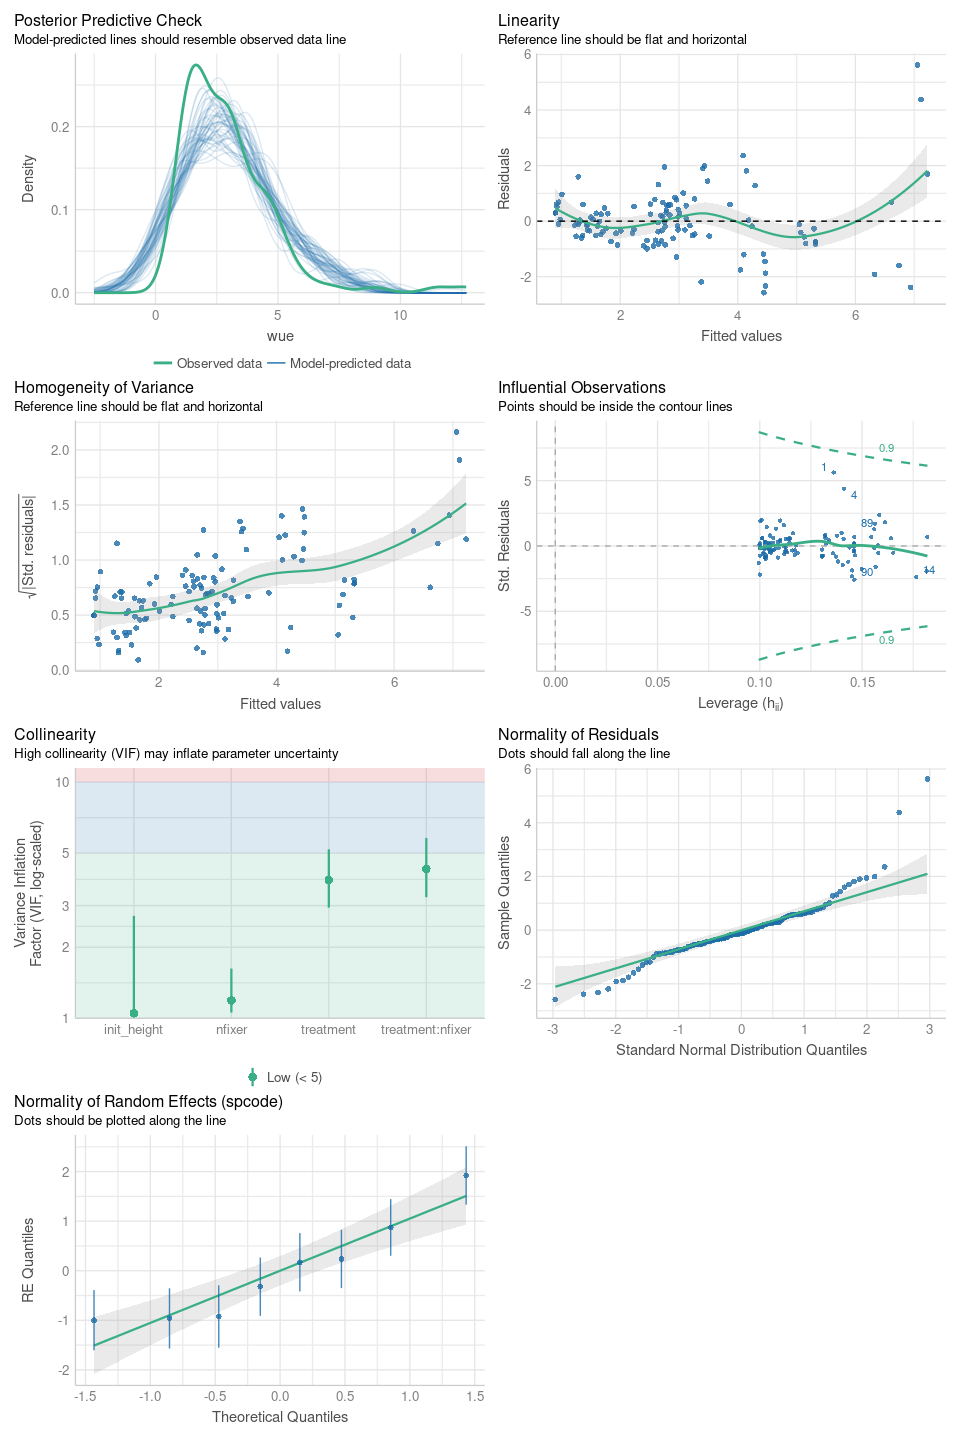 Posterior Predictive Check
Model-predicted lines should resemble observed data line
Density
0.2
0.1
0.0
0
5
10
wue
Observed data
Model-predicted data
Linearity
Reference line should be flat and horizontal
Residuals
6
4
2
0
-2
2
4
6
Fitted values
Homogeneity of Variance
Reference line should be flat and horizontal
√|Std. residuals|
2.0
1.5
1.0
0.5
0.0
2
4
6
Fitted values
Influential Observations
Points should be inside the contour lines
Std. Residuals
5
0
-5
0.9
1
4
89
90
14
0.9
0.00
0.05
0.10
0.15
Leverage (hii)
Collinearity
High collinearity (VIF) may inflate parameter uncertainty
Variance Inflation
Factor (VIF, log-scaled)
10
5
3
2
1
init_height
nfixer
treatment
treatment:nfixer
Low (< 5)
Normality of Residuals
Dots should fall along the line
Sample Quantiles
6
4
2
0
-2
-3
-2
-1
0
1
2
3
Standard Normal Distribution Quantiles
Normality of Random Effects (spcode)
Dots should be plotted along the line
RE Quantiles
2
1
0
-1
-2
-1.5
-1.0
-0.5
0.0
0.5
1.0
1.5
Theoretical Quantiles